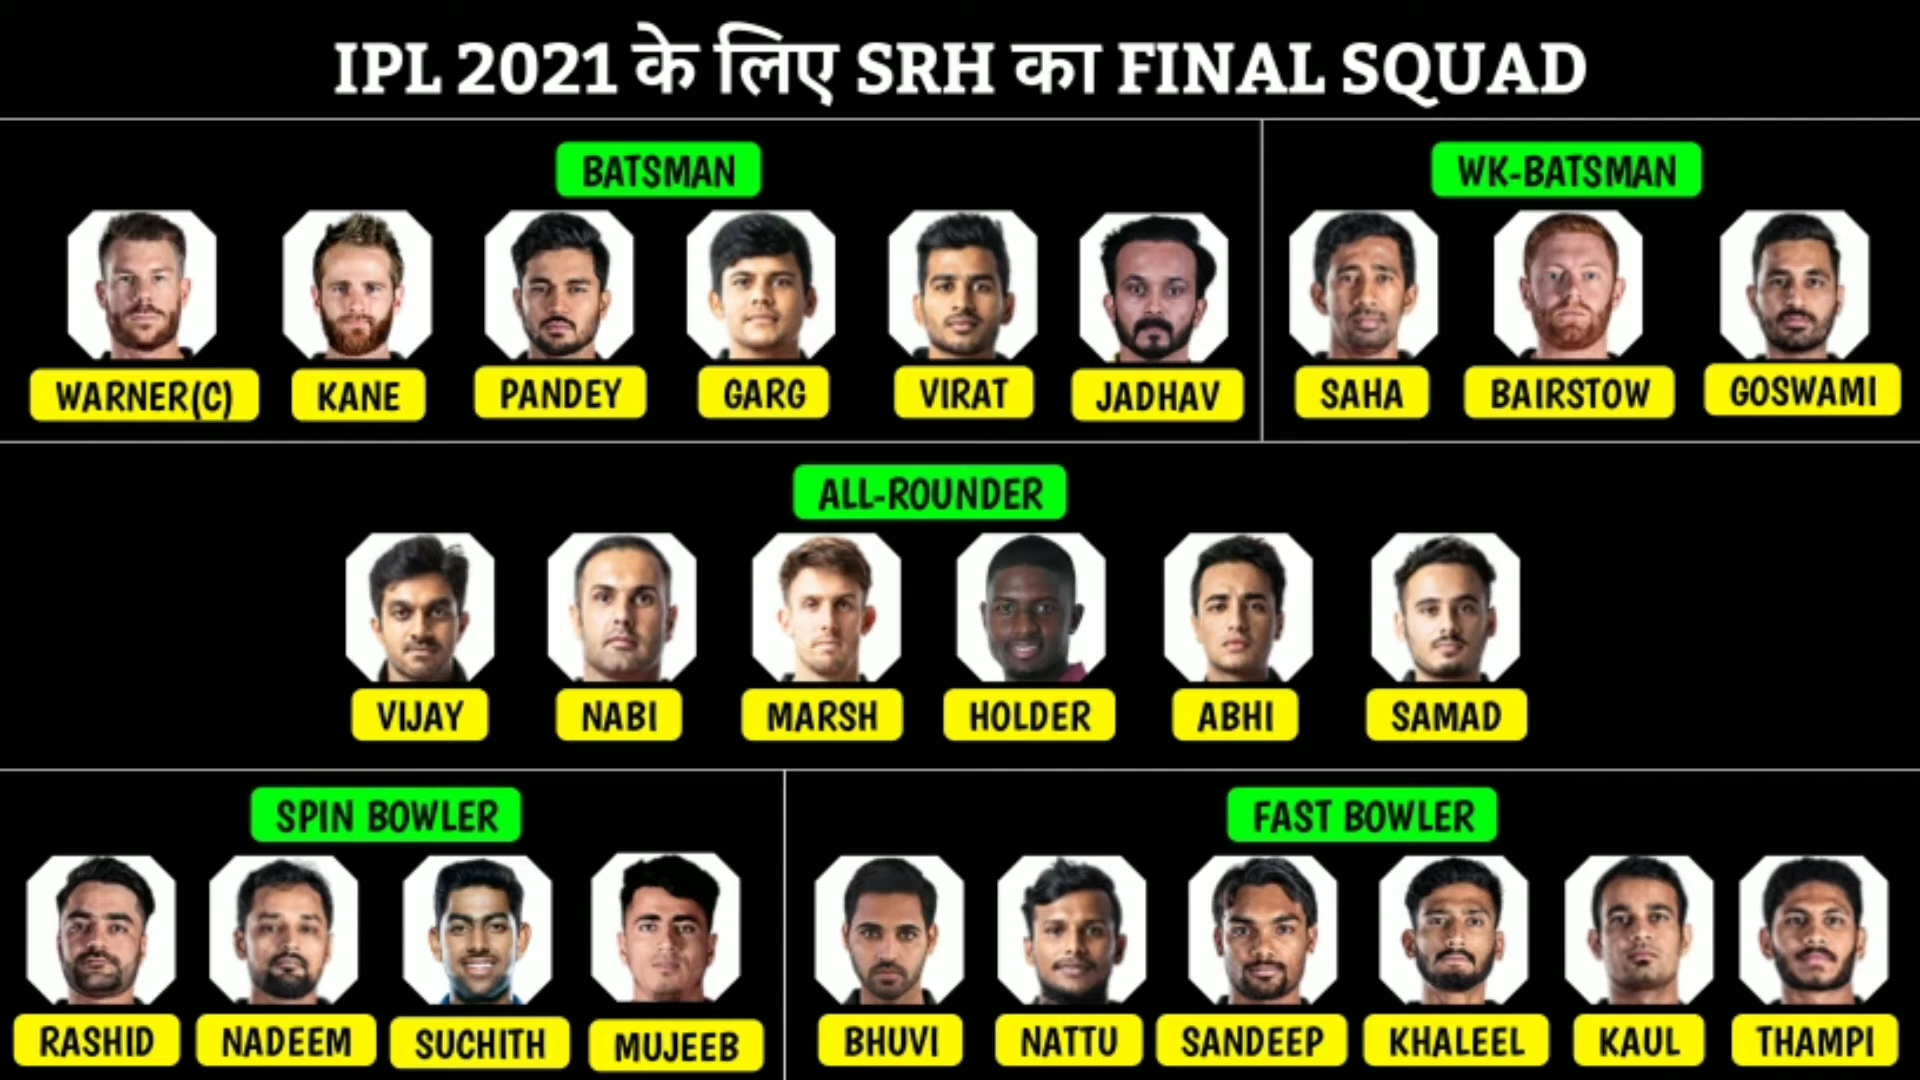 IPL 2021 के लिए SRH का FINAL SQUAD
BATSMAN
WARNER(C) KANE PANDEY GARG VIRAT JADHAV
WK-BATSMAN
SAHA BAIRSTOW GOSWAMI
ALL-ROUNDER
VIJAY NABI MARSH HOLDER ABHI SAMAD
SPIN BOWLER
RASHID NADEEM SUCHITH MUJEEB
FAST BOWLER
BHUVI NATTU SANDEEP KHALEEL KAUL THAMPI